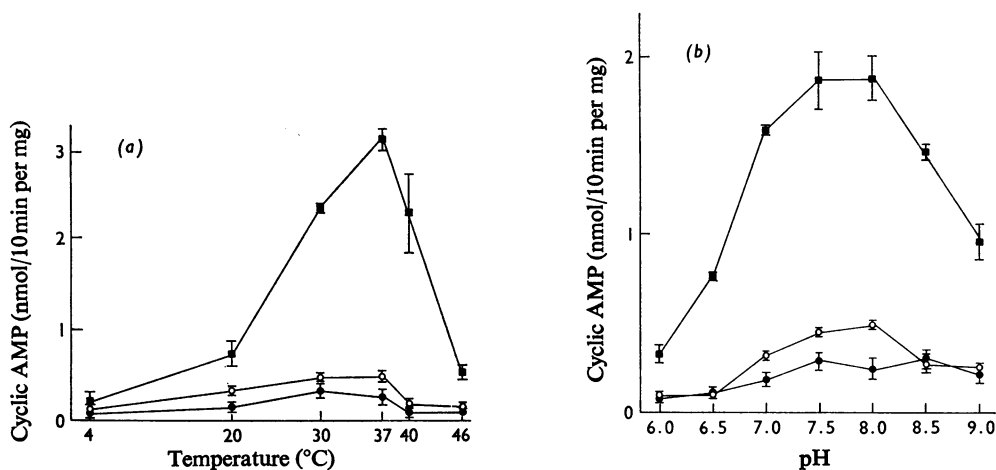 (a)
Cyclic AMP (nmol/10min per mg)
3
2
1
0
4 20 30 37 40 46
Temperature (°C)
(b)
Cyclic AMP (nmol/10min per mg)
2
1
0
6.0 6.5 7.0 7.5 8.0 8.5 9.0
pH